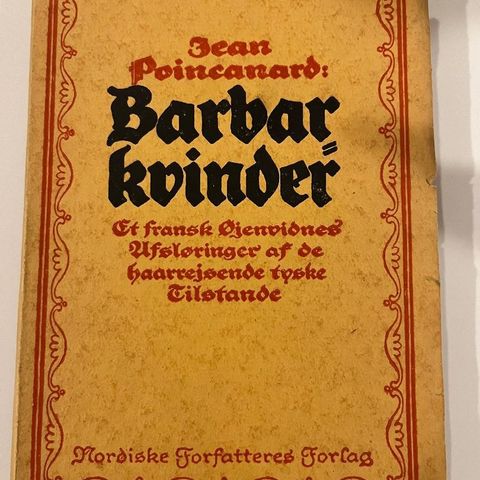 Jean
Poincanard:
Barbar=
kvinder
Et fransk Øjenvidnes
Afsløringer af de
haarrejsende tyske
Tilstande
Nordiske Forfatteres Forlag